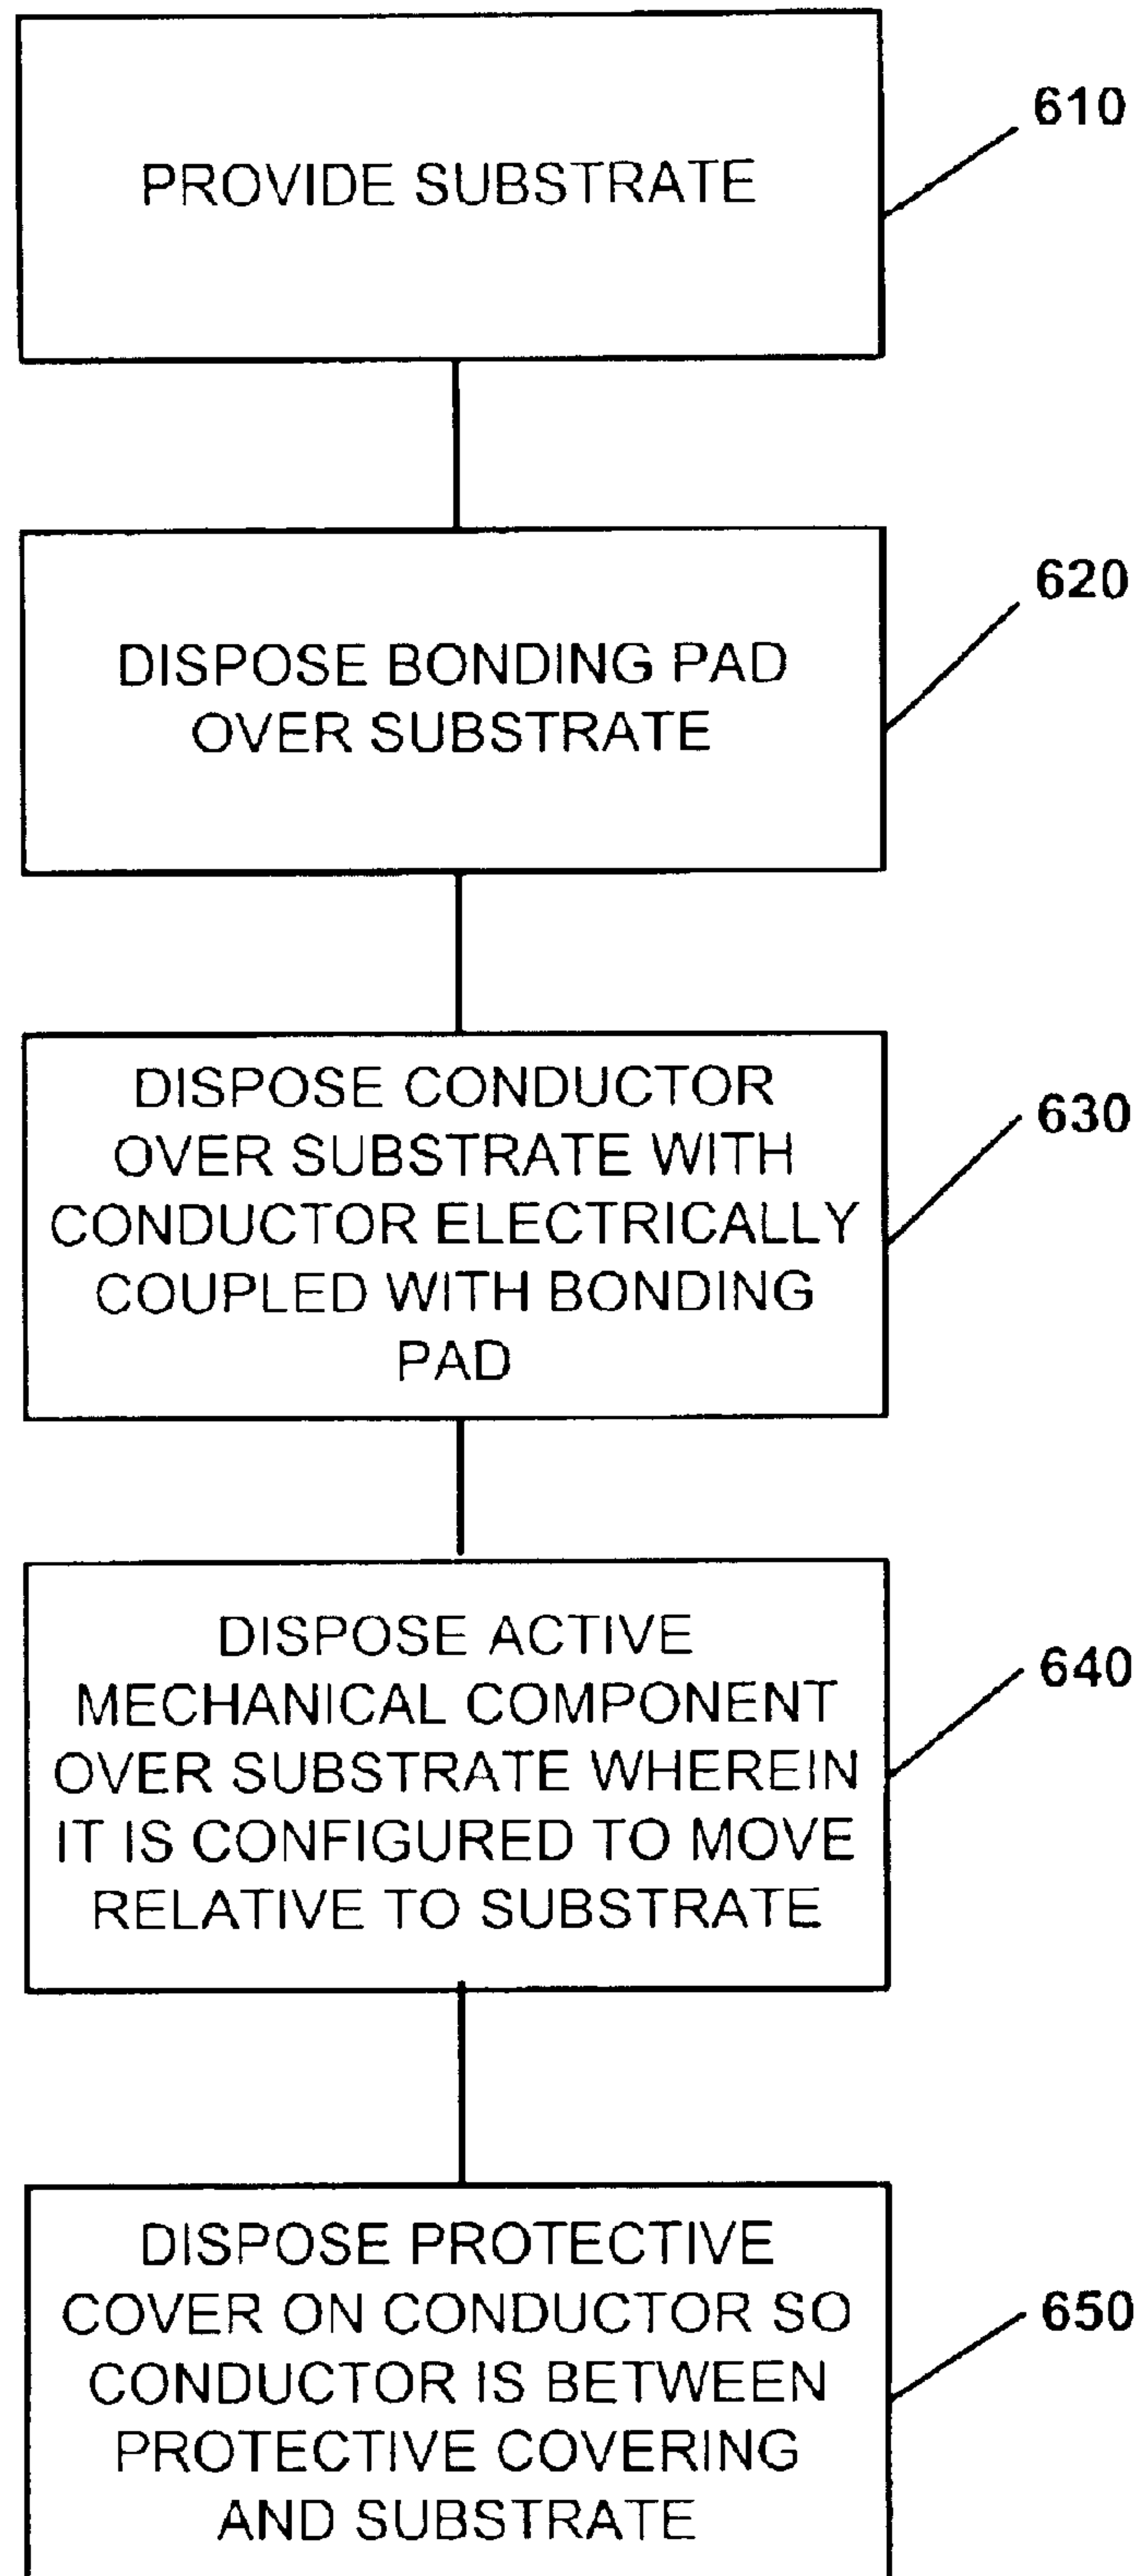 PROVIDE SUBSTRATE
610
DISPOSE BONDING PAD
OVER SUBSTRATE
620
DISPOSE CONDUCTOR
OVER SUBSTRATE WITH
CONDUCTOR ELECTRICALLY
COUPLED WITH BONDING
PAD
630
DISPOSE ACTIVE
MECHANICAL COMPONENT
OVER SUBSTRATE WHEREIN
IT IS CONFIGURED TO MOVE
RELATIVE TO SUBSTRATE
640
DISPOSE PROTECTIVE
COVER ON CONDUCTOR SO
CONDUCTOR IS BETWEEN
PROTECTIVE COVERING
AND SUBSTRATE
650